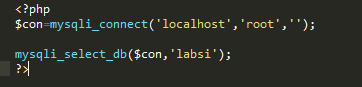 <?php
$con=mysqli_connect('localhost','root','');
mysqli_select_db($con,'labsi');
?>